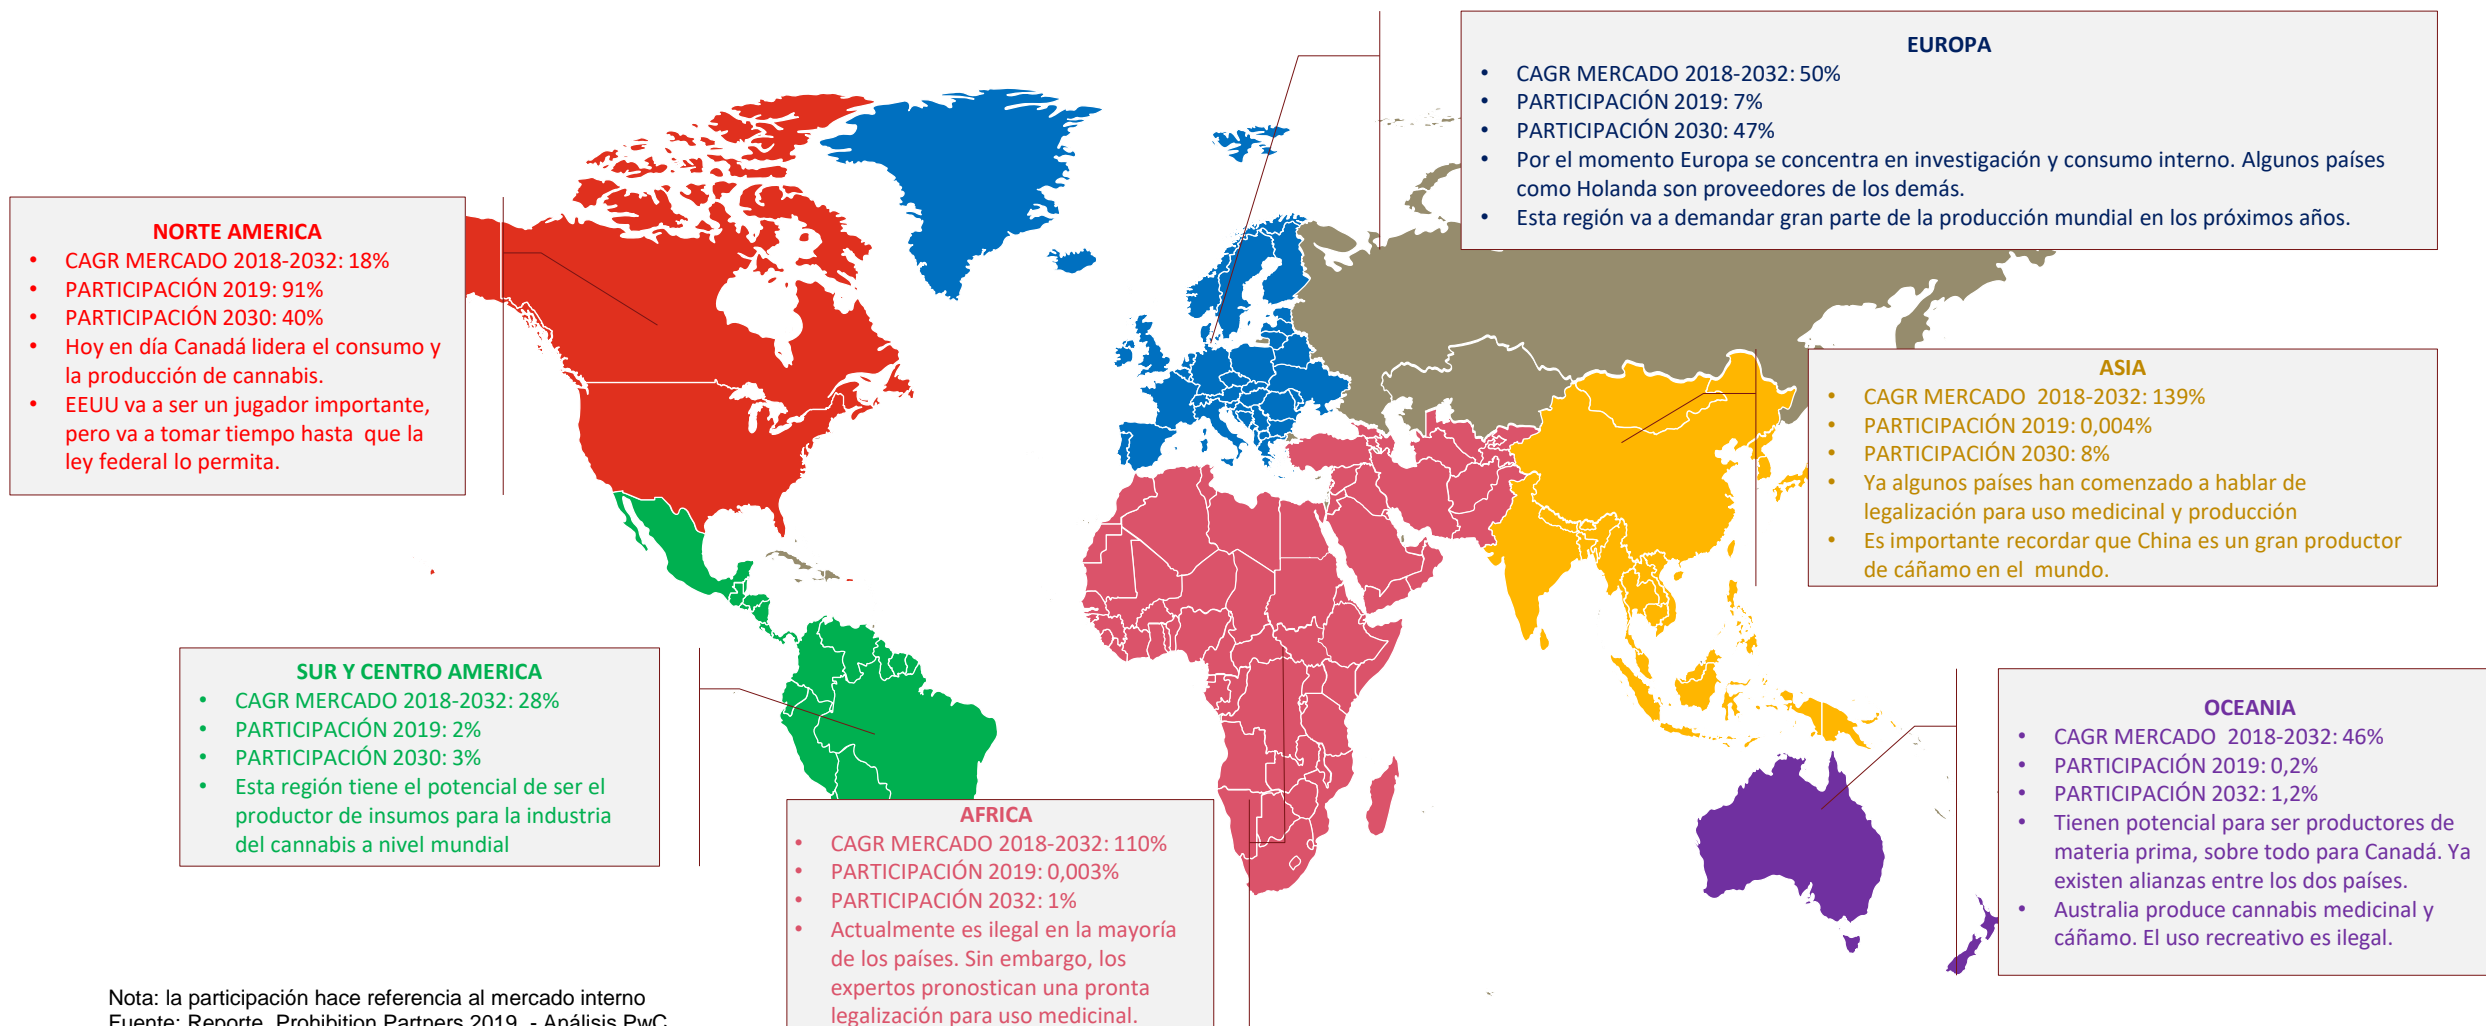 EUROPA
• CAGR MERCADO 2018-2032: 50%
• PARTICIPACIÓN 2019: 7%
• PARTICIPACIÓN 2030: 47%
• Por el momento Europa se concentra en investigación y consumo interno. Algunos países
como Holanda son proveedores de los demás.
• Esta región va a demandar gran parte de la producción mundial en los próximos años.
NORTE AMERICA
• CAGR MERCADO 2018-2032: 18%
• PARTICIPACIÓN 2019: 91%
• PARTICIPACIÓN 2030: 40%
• Hoy en día Canadá lidera el consumo y
la producción de cannabis.
• EEUU va a ser un jugador importante,
pero va a tomar tiempo hasta que la
ley federal lo permita.
ASIA
• CAGR MERCADO 2018-2032: 139%
• PARTICIPACIÓN 2019: 0,004%
• PARTICIPACIÓN 2030: 8%
• Ya algunos países han comenzado a hablar de
legalización para uso medicinal y producción
• Es importante recordar que China es un gran productor
de cáñamo en el mundo.
SUR Y CENTRO AMERICA
• CAGR MERCADO 2018-2032: 28%
• PARTICIPACIÓN 2019: 2%
• PARTICIPACIÓN 2030: 3%
• Esta región tiene el potencial de ser el
productor de insumos para la industria
del cannabis a nivel mundial
OCEANIA
• CAGR MERCADO 2018-2032: 46%
• PARTICIPACIÓN 2019: 0,2%
• PARTICIPACIÓN 2032: 1,2%
• Tienen potencial para ser productores de
materia prima, sobre todo para Canadá. Ya
existen alianzas entre los dos países.
• Australia produce cannabis medicinal y
cáñamo. El uso recreativo es ilegal.
AFRICA
• CAGR MERCADO 2018-2032: 110%
• PARTICIPACIÓN 2019: 0,003%
• PARTICIPACIÓN 2032: 1%
• Actualmente es ilegal en la mayoría
de los países. Sin embargo, los
expertos pronostican una pronta
legalización para uso medicinal.
Nota: la participación hace referencia al mercado interno
Fuente: Reporte Prohibition Partners 2019 - Análisis PwC